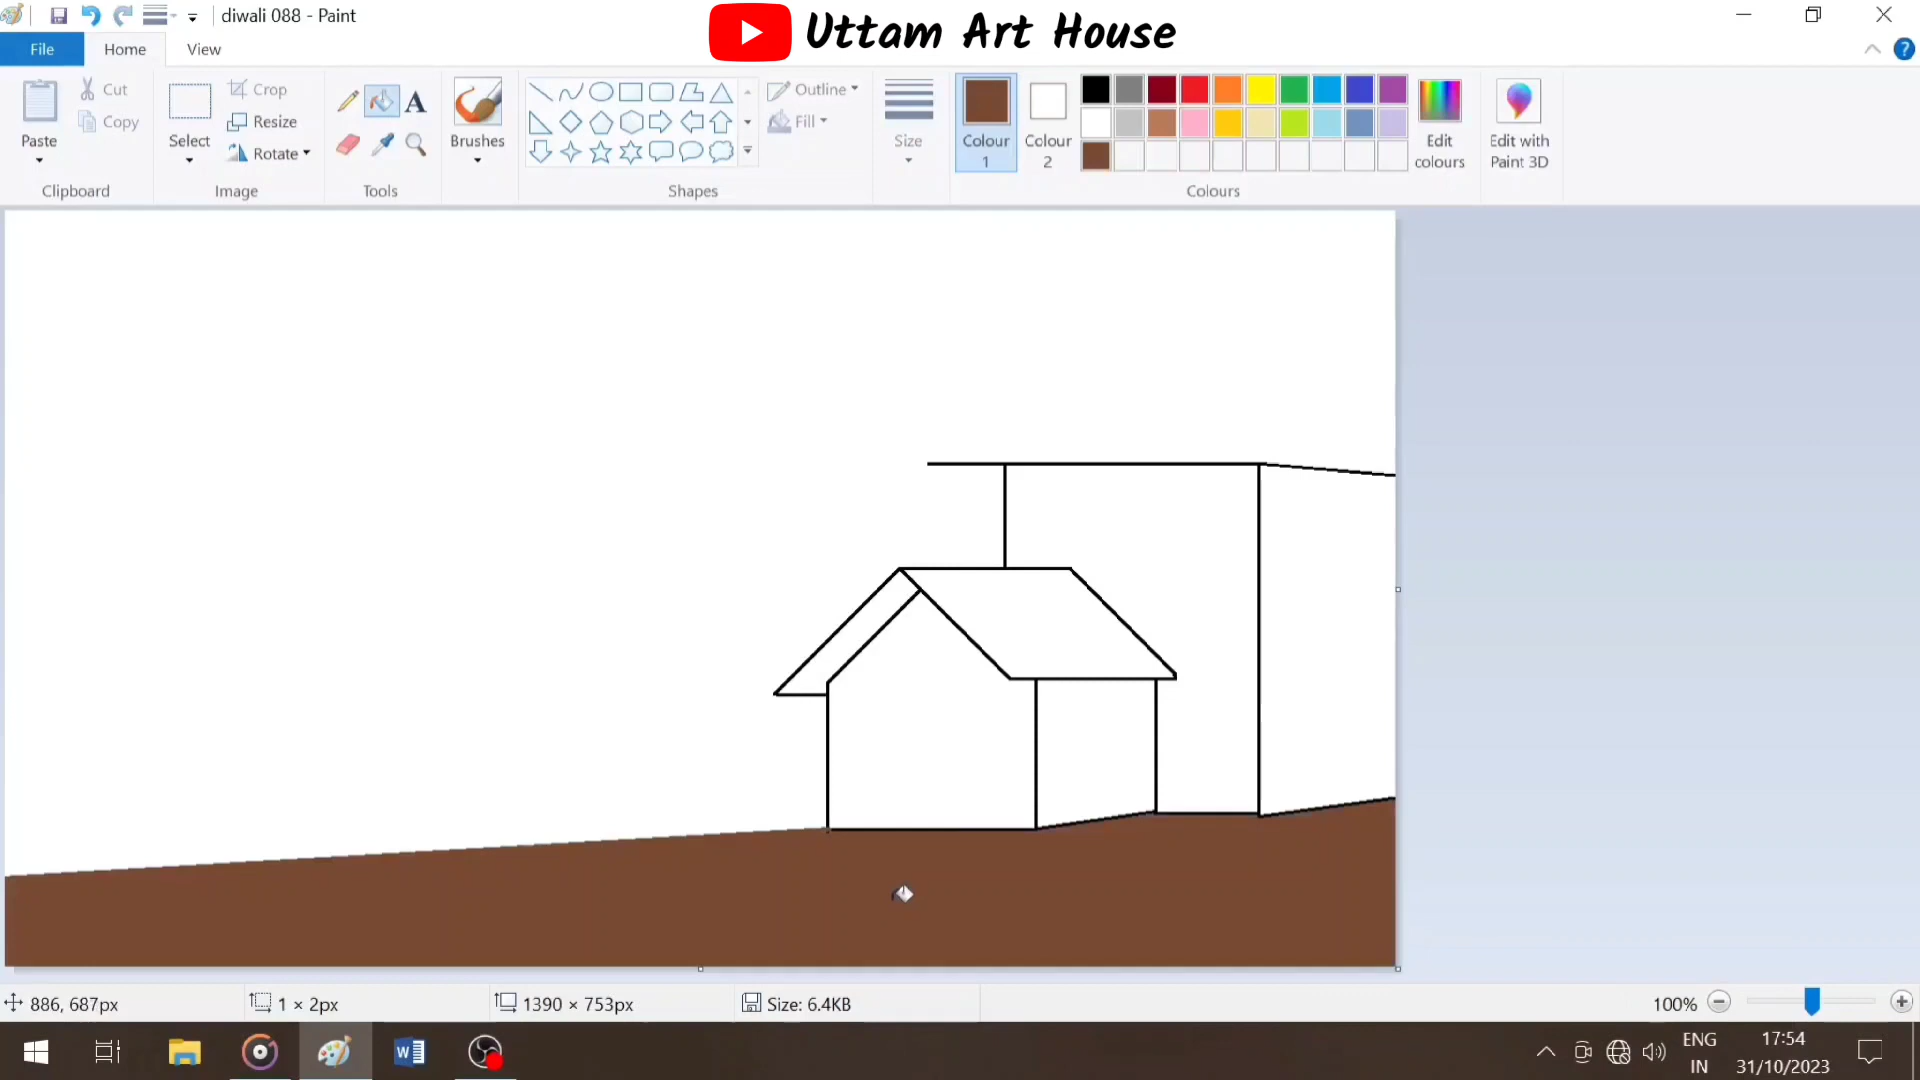 diwali 088 - Paint
Uttam Art House
File
Home
View
Paste
Cut
Copy
Clipboard
Select
Crop
Resize
Rotate
Image
A
Tools
Brushes
Outline
Fill
Shapes
Size
Colour 1
Colour 2
Edit colours
Colours
Edit with Paint 3D
886, 687px
1 × 2px
1390 × 753px
Size: 6.4KB
100%
ENG
IN
17:54
31/10/2023